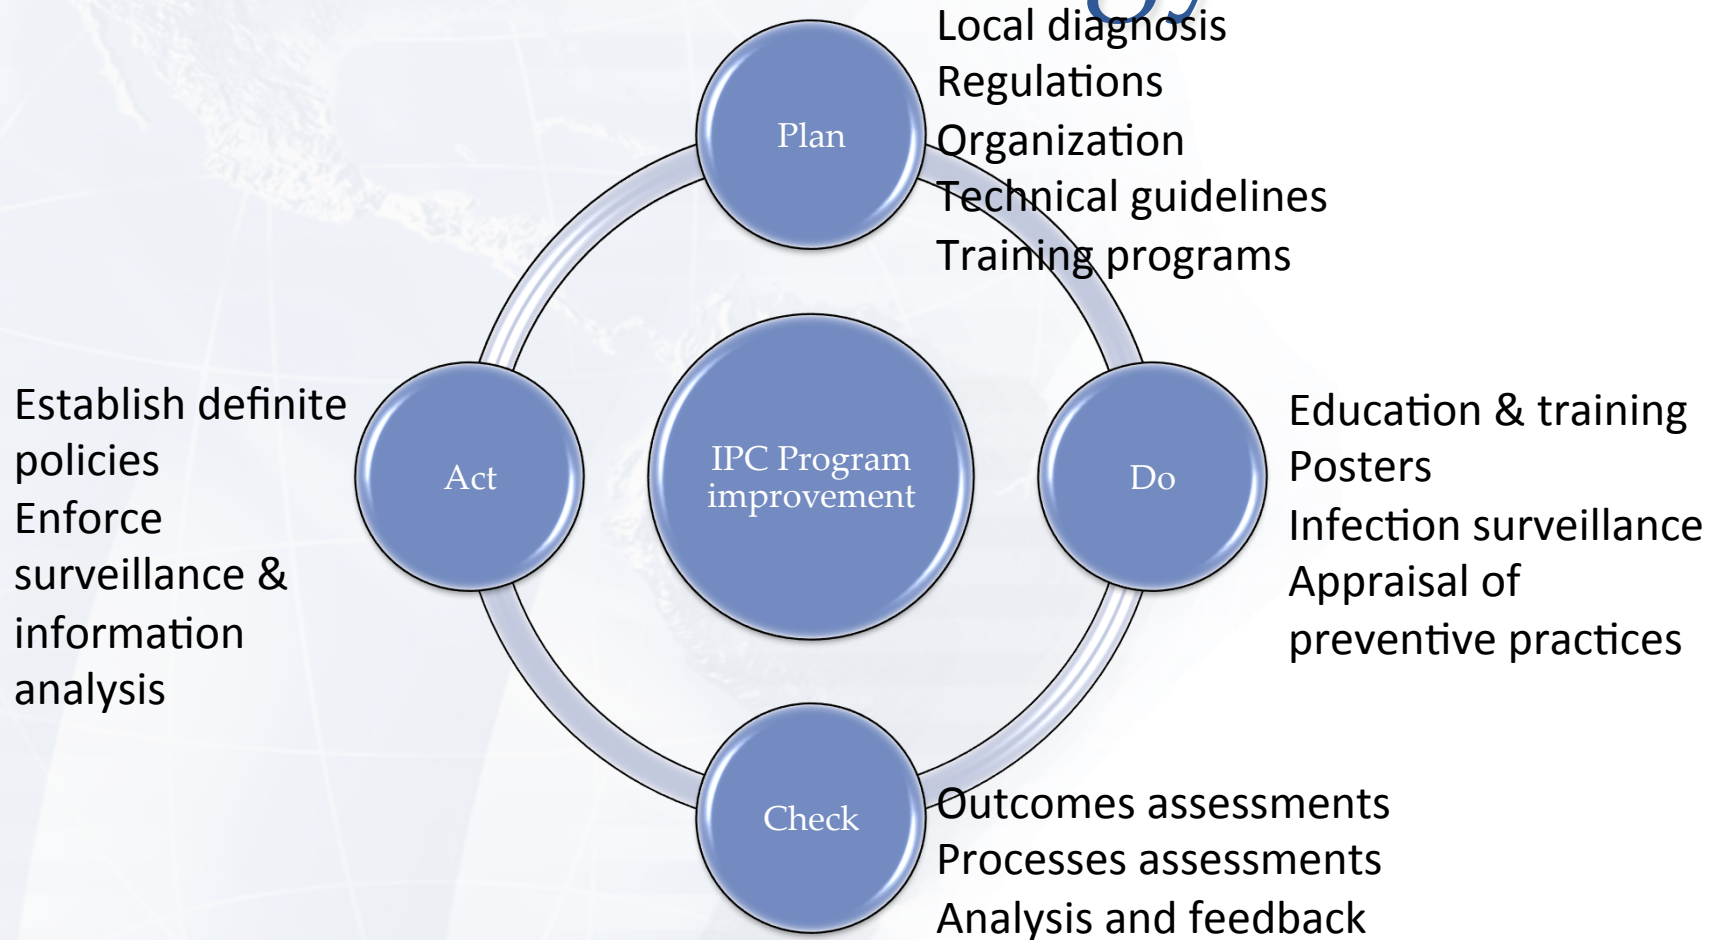 Plan
Local diagnosis
Regulations
Organization
Technical guidelines
Training programs
Establish definite
policies
Enforce
surveillance &
information
analysis
Act
IPC Program
improvement
Do
Education & training
Posters
Infection surveillance
Appraisal of
preventive practices
Check
Outcomes assessments
Processes assessments
Analysis and feedback